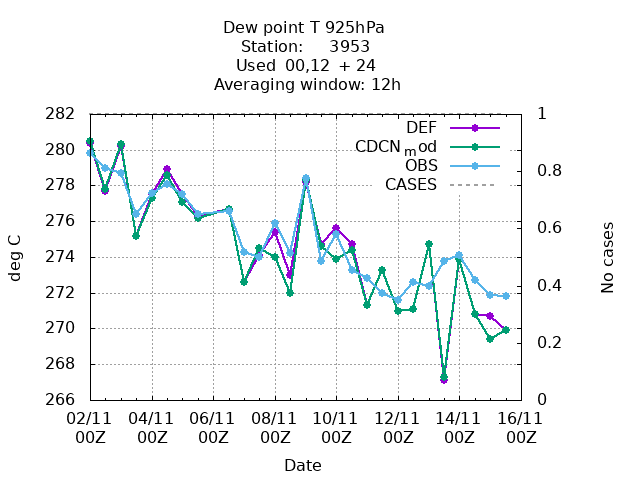 Dew point T 925hPa
Station: 3953
Used 00,12 + 24
Averaging window: 12h
282
280
278
276
274
272
270
268
266
deg C
1
0.8
0.6
0.4
0.2
0
No cases
DEF
CDCN_mod
OBS
CASES
02/11 04/11 06/11 08/11 10/11 12/11 14/11 16/11
00Z 00Z 00Z 00Z 00Z 00Z 00Z 00Z
Date